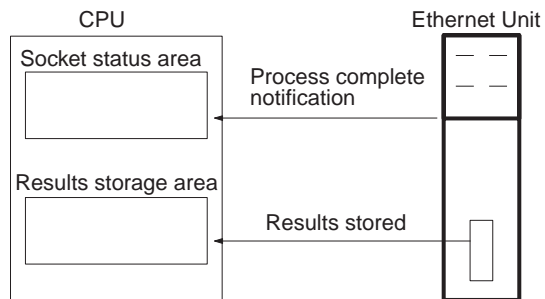 CPU
Ethernet Unit
Socket status area
Process complete
notification
Results storage area
Results stored